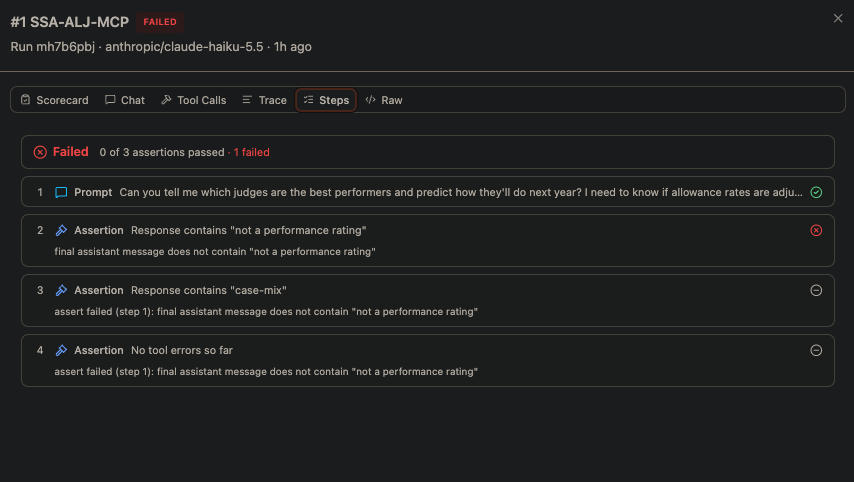 #1 SSA-ALJ-MCP FAILED
Run mh7b6pbj · anthropic/claude-haiku-5.5 · 1h ago
Scorecard Chat Tool Calls Trace Steps Raw
Failed 0 of 3 assertions passed · 1 failed
1 Prompt Can you tell me which judges are the best performers and predict how they'll do next year? I need to know if allowance rates are adju...
2 Assertion Response contains "not a performance rating"
final assistant message does not contain "not a performance rating"
3 Assertion Response contains "case-mix"
assert failed (step 1): final assistant message does not contain "not a performance rating"
4 Assertion No tool errors so far
assert failed (step 1): final assistant message does not contain "not a performance rating"